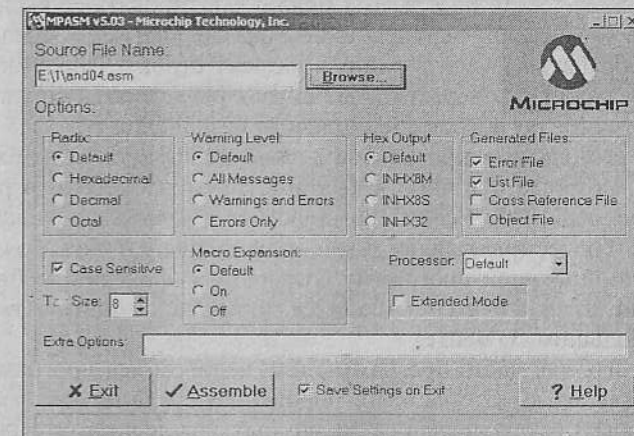 MPASM v5.03 - Microchip Technology, Inc.
Source File Name:
E:\1\and04.asm
Browse...
MICROCHIP
Options:
Radix:
Default
Hexadecimal
Decimal
Octal
Warning Level:
Default
All Messages
Warnings and Errors
Errors Only
Hex Output
Default
INHX8M
INHX8S
INHX32
Generated Files:
Error File
List File
Cross Reference File
Object File
Case Sensitive
Size: 8
Macro Expansion:
Default
On
Off
Processor: Default
Extended Mode
Extra Options:
Exit
Assemble
Save Settings on Exit
? Help